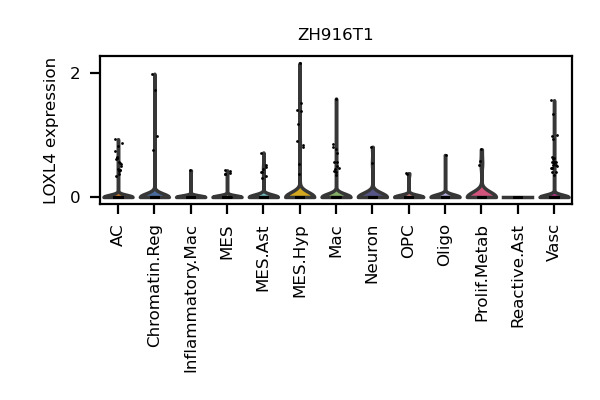 ZH916T1
LOXL4 expression
2
0
AC
Chromatin.Reg
Inflammatory.Mac
MES
MES.Ast
MES.Hyp
Mac
Neuron
OPC
Oligo
Prolif.Metab
Reactive.Ast
Vasc